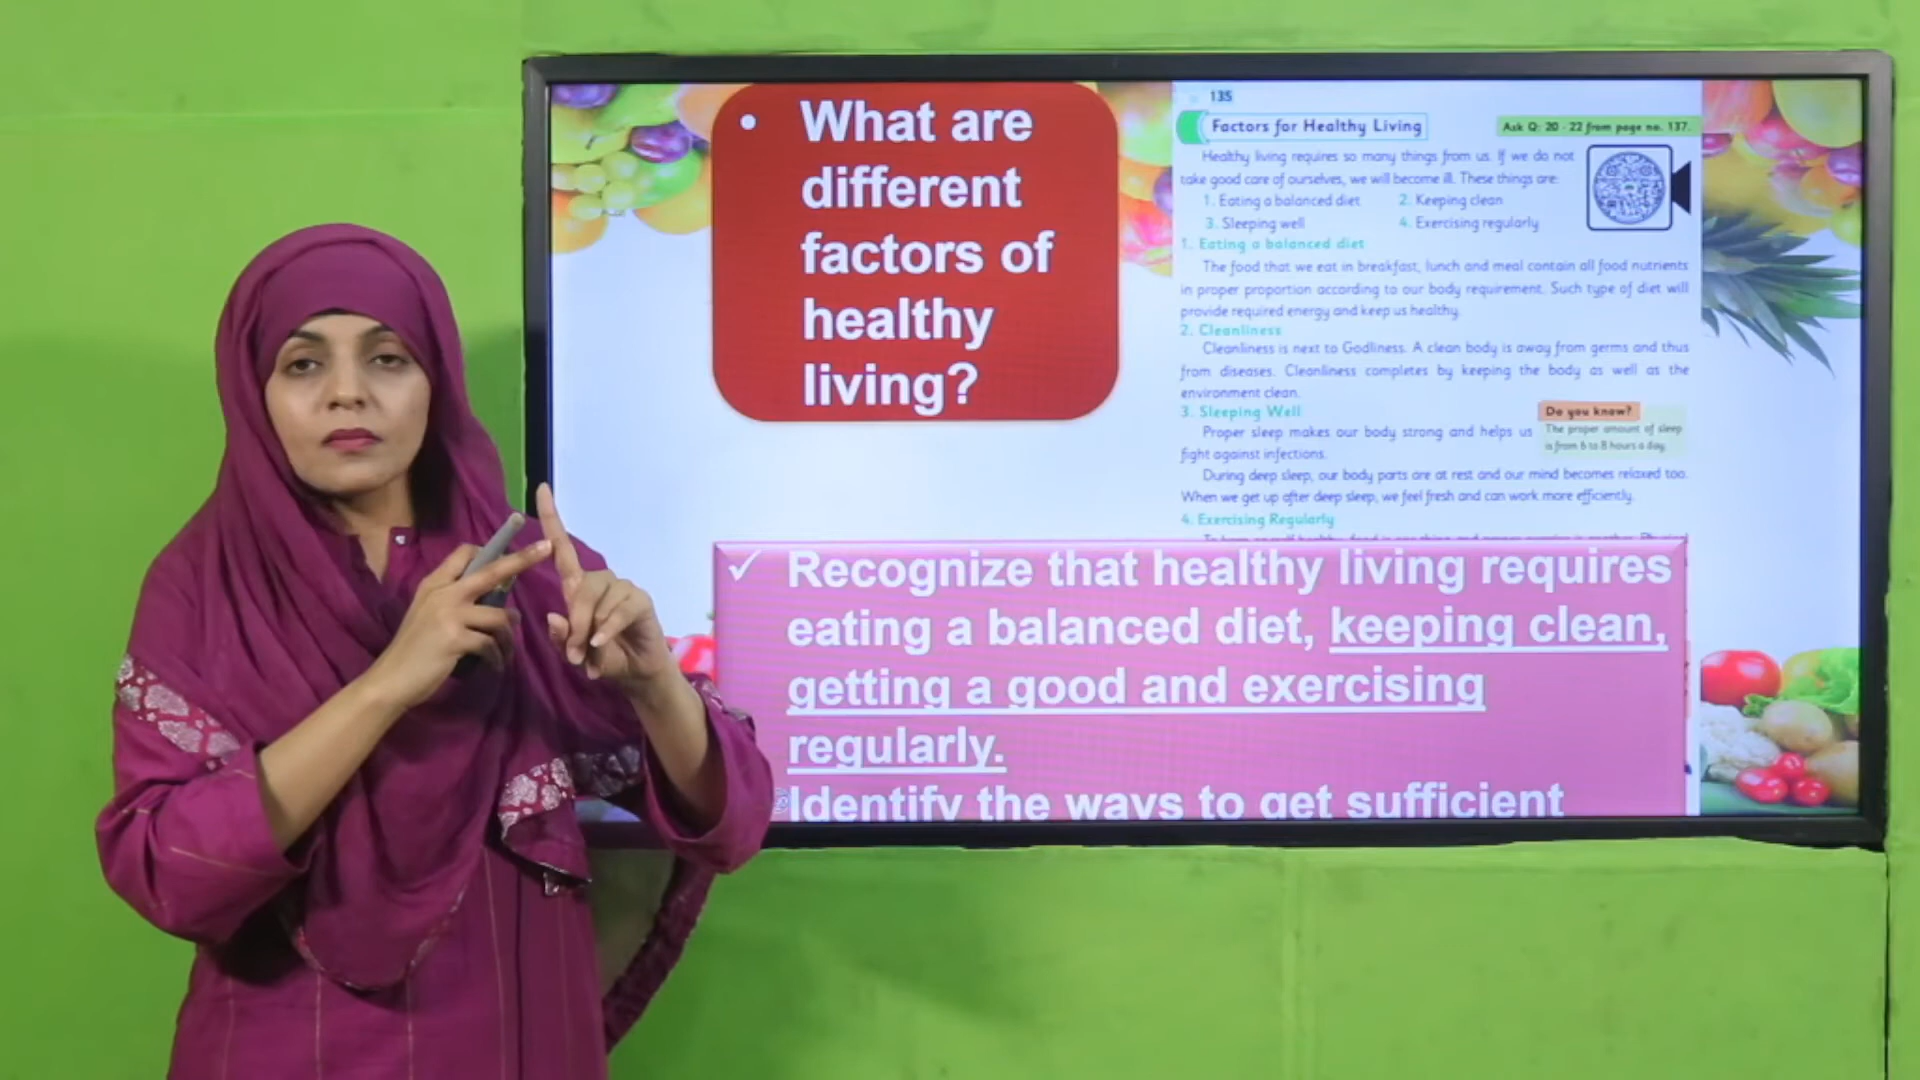 • What are
different
factors of
healthy
living?
135
Factors for Healthy Living
Ask Q: 20 - 22 from page no. 137.
Healthy living requires so many things from us. If we do not
take good care of ourselves, we will become ill. These things are:
1. Eating a balanced diet 2. Keeping clean
3. Sleeping well 4. Exercising regularly
1. Eating a balanced diet
The food that we eat in breakfast, lunch and meal contain all food nutrients
in proper proportion according to our body requirement. Such type of diet will
provide required energy and keep us healthy.
2. Cleanliness
Cleanliness is next to Godliness. A clean body is away from germs and thus
from diseases. Cleanliness completes by keeping the body as well as the
environment clean.
3. Sleeping Well
Proper sleep makes our body strong and helps us
fight against infections.
Do you know?
The proper amount of sleep
is from 6 to 8 hours a day.
During deep sleep, our body parts are at rest and our mind becomes relaxed too.
When we get up after deep sleep, we feel fresh and can work more efficiently.
4. Exercising Regularly
✓ Recognize that healthy living requires
eating a balanced diet, keeping clean,
getting a good and exercising
regularly.
Identify the ways to get sufficient